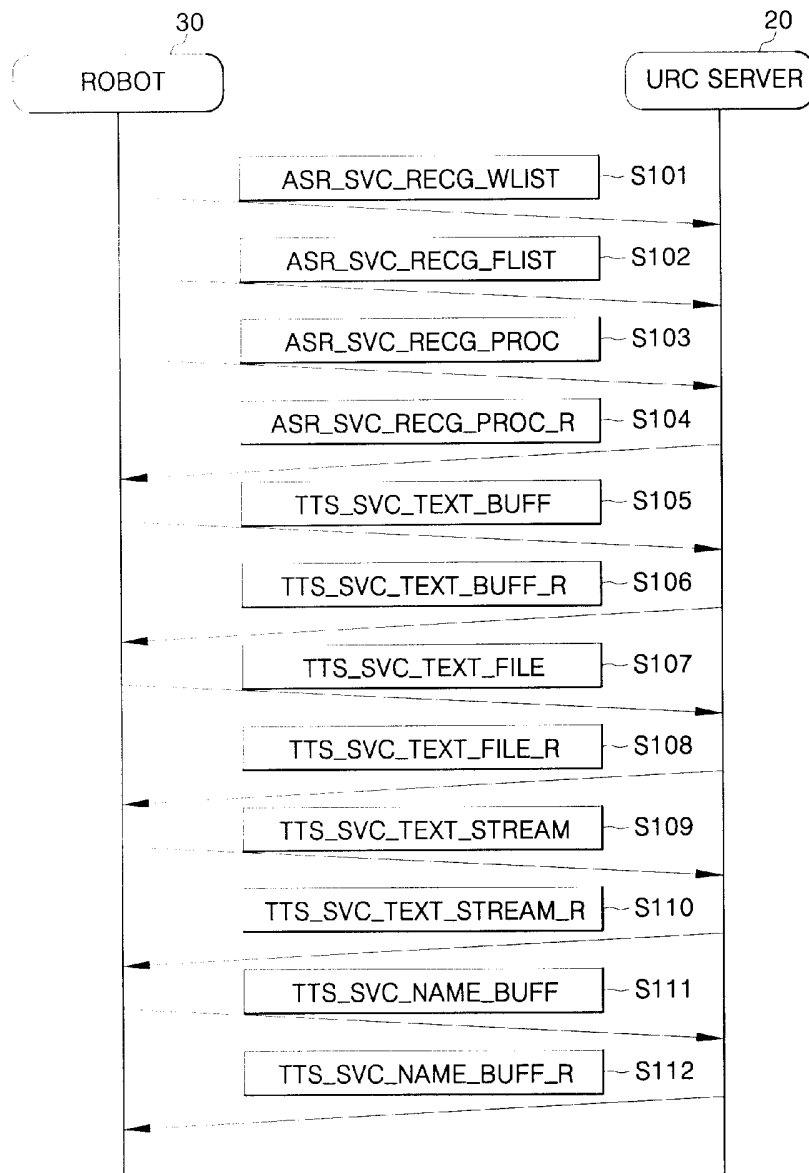 30
20
ROBOT
URC SERVER
ASR_SVC_RECG_WLIST S101
ASR_SVC_RECG_FLIST S102
ASR_SVC_RECG_PROC S103
ASR_SVC_RECG_PROC_R S104
TTS_SVC_TEXT_BUFF S105
TTS_SVC_TEXT_BUFF_R S106
TTS_SVC_TEXT_FILE S107
TTS_SVC_TEXT_FILE_R S108
TTS_SVC_TEXT_STREAM S109
TTS_SVC_TEXT_STREAM_R S110
TTS_SVC_NAME_BUFF S111
TTS_SVC_NAME_BUFF_R S112